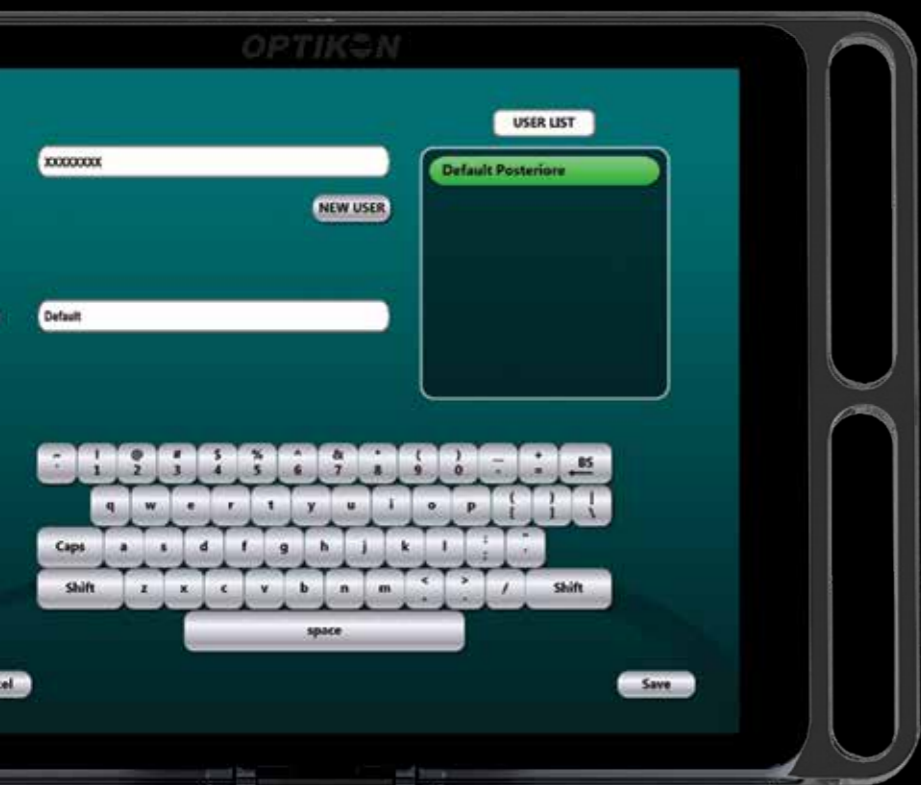 OPTIKON
USER LIST
XXXXXXXX
Default Posteriore
NEW USER
Default
~ ! @ # $ % ^ & * ( ) _ + BS
` 1 2 3 4 5 6 7 8 9 0 - =
q w e r t y u i o p { } |
[ ] \
Caps a s d f g h j k l : "
; '
Shift z x c v b n m < > / Shift
, .
space
cel Save